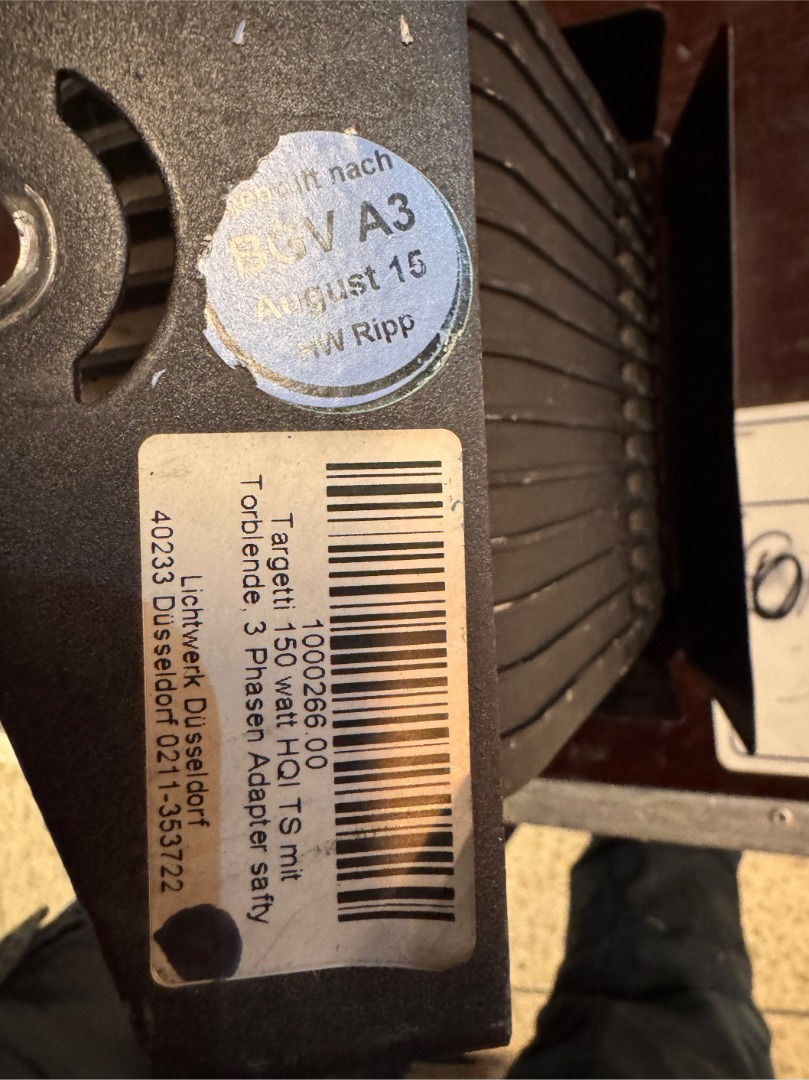 geprüft nach
BGV A3
August 15
HW Ripp
1000266.00
Targetti 150 watt HQI TS mit
Torblende, 3 Phasen Adapter safty
Lichtwerk Düsseldorf
40233 Düsseldorf 0211-353722